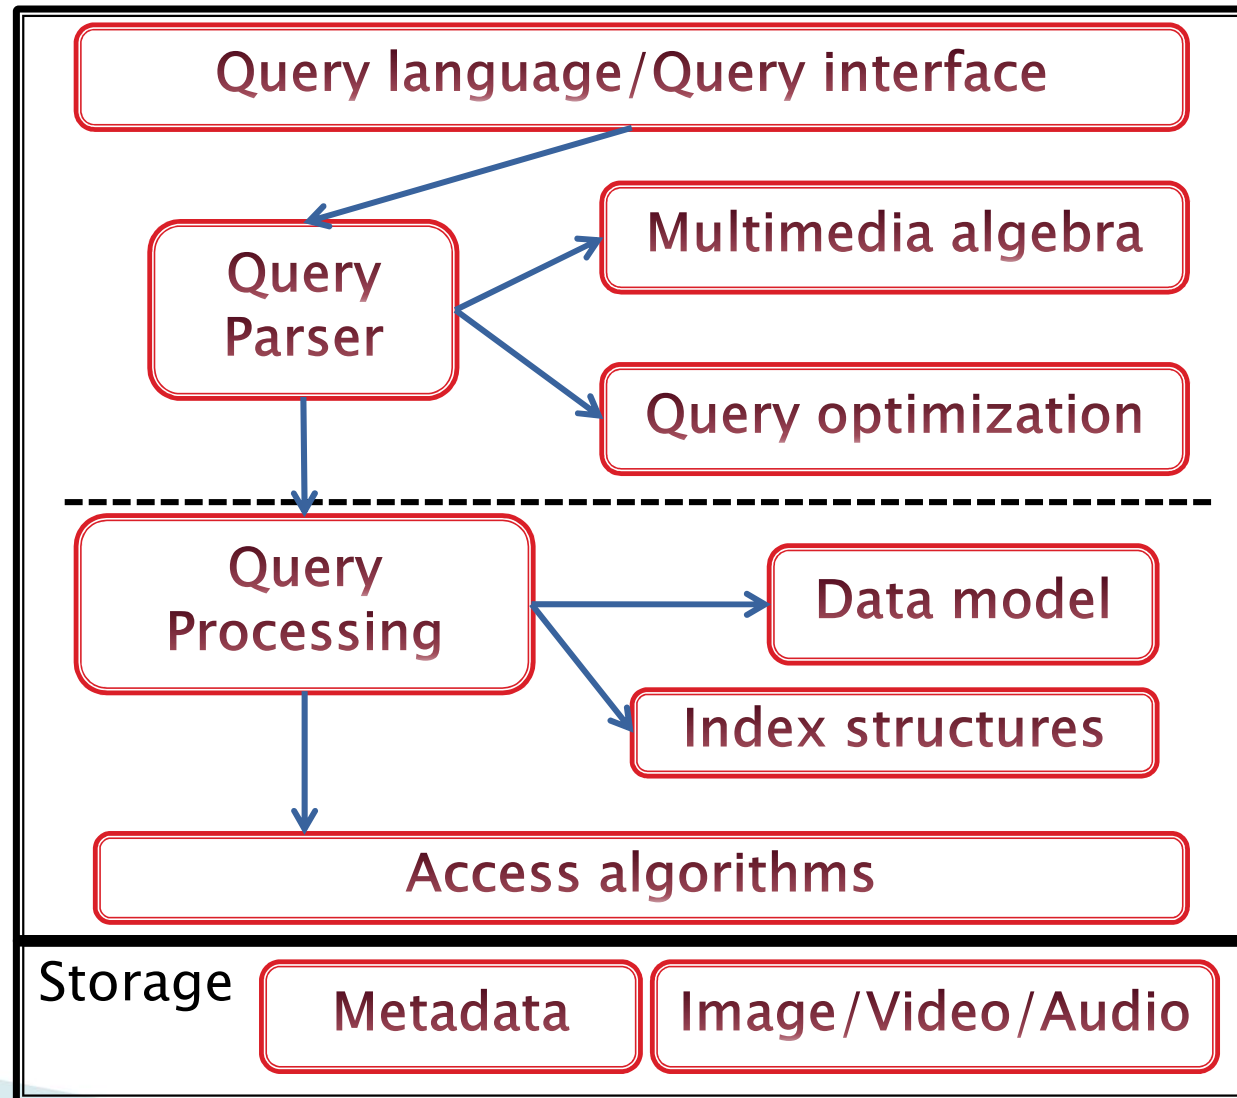 Query language/Query interface
Multimedia algebra
Query
Parser
Query optimization
Query
Processing
Data model
Index structures
Access algorithms
Storage
Metadata
Image/Video/Audio